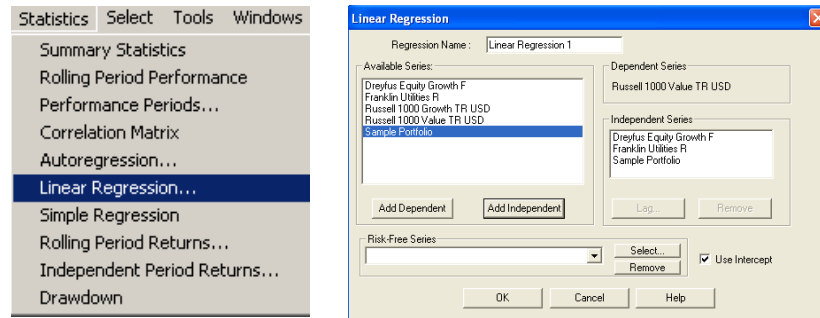 Statistics Select Tools Windows
Summary Statistics
Rolling Period Performance
Performance Periods...
Correlation Matrix
Autoregression...
Linear Regression...
Simple Regression
Rolling Period Returns...
Independent Period Returns...
Drawdown
Linear Regression
Regression Name : Linear Regression 1
Available Series:
Dreyfus Equity Growth F
Franklin Utilities R
Russell 1000 Growth TR USD
Russell 1000 Value TR USD
Sample Portfolio
Add Dependent Add Independent
Dependent Series
Russell 1000 Value TR USD
Independent Series
Dreyfus Equity Growth F
Franklin Utilities R
Sample Portfolio
Lag... Remove
Risk-Free Series
Select...
Remove
Use Intercept
OK Cancel Help